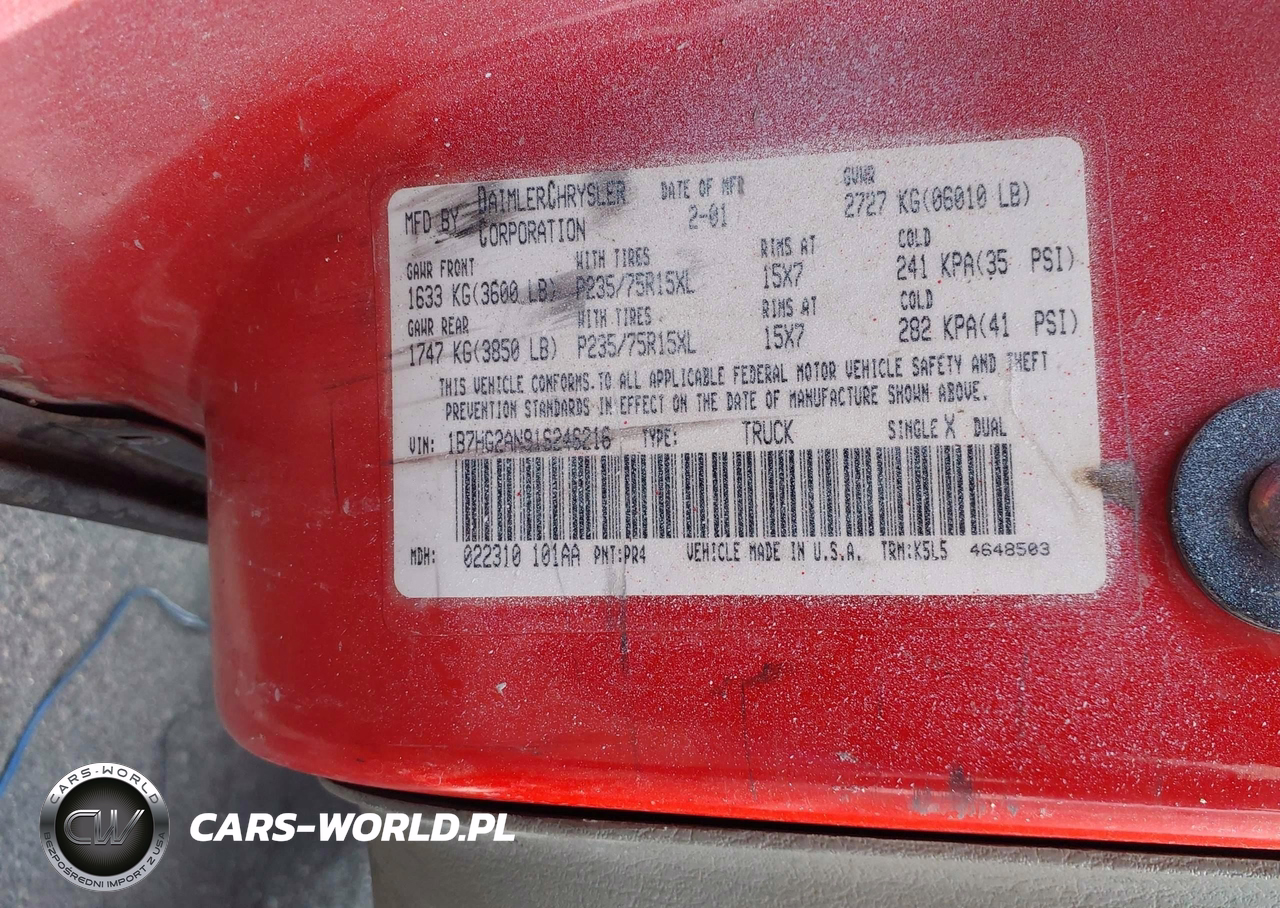 MFD BY DAIMLERCHRYSLER CORPORATION
DATE OF MFR 2-01
GVWR 2727 KG(06010 LB)
GAWR FRONT WITH TIRES RIMS AT COLD
1633 KG(3600 LB) P235/75R15XL 15X7 241 KPA(35 PSI)
GAWR REAR WITH TIRES RIMS AT COLD
1747 KG(3850 LB) P235/75R15XL 15X7 282 KPA(41 PSI)
THIS VEHICLE CONFORMS TO ALL APPLICABLE FEDERAL MOTOR VEHICLE SAFETY AND THEFT
PREVENTION STANDARDS IN EFFECT ON THE DATE OF MANUFACTURE SHOWN ABOVE.
VIN: 1B7HG2AN91S246216 TYPE: TRUCK SINGLE X DUAL
MDH: 022310 101AA PNT:PR4 VEHICLE MADE IN U.S.A. TRM:K5L5 4648503
CARS-WORLD
CW
BEZPOŚREDNI IMPORT Z USA
CARS-WORLD.PL